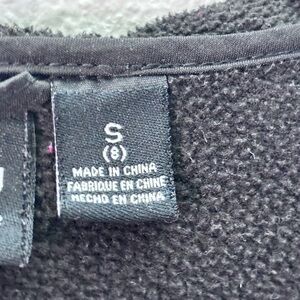 S
(8)
MADE IN CHINA
FABRIQUE EN CHINE
HECHO EN CHINA